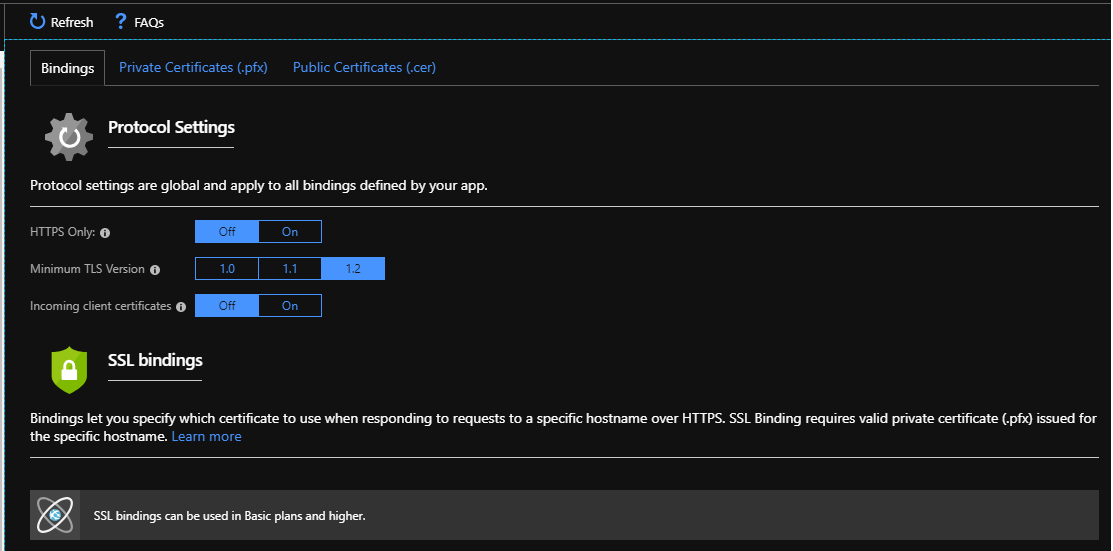 Refresh ? FAQs
Bindings Private Certificates (.pfx) Public Certificates (.cer)
Protocol Settings
Protocol settings are global and apply to all bindings defined by your app.
HTTPS Only: Off On
Minimum TLS Version 1.0 1.1 1.2
Incoming client certificates Off On
SSL bindings
Bindings let you specify which certificate to use when responding to requests to a specific hostname over HTTPS. SSL Binding requires valid private certificate (.pfx) issued for
the specific hostname. Learn more
SSL bindings can be used in Basic plans and higher.